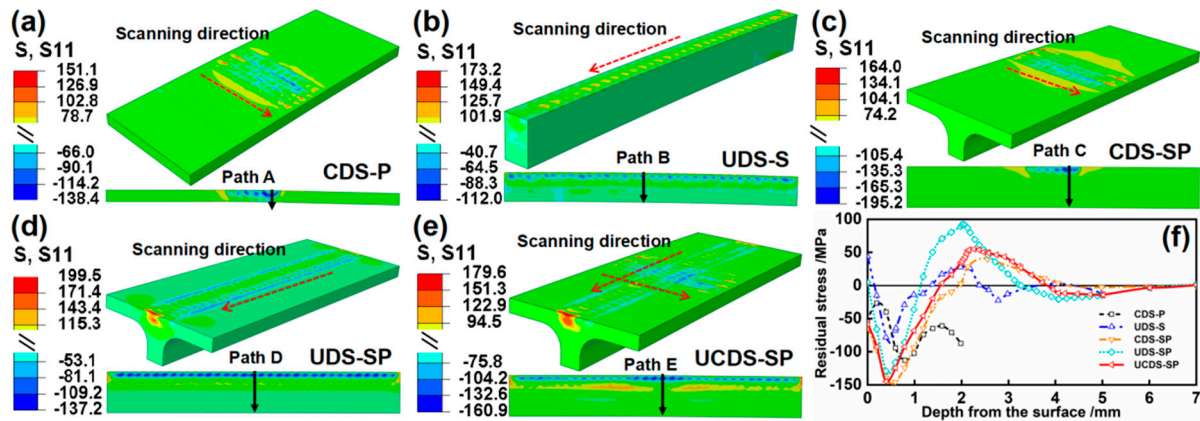 (a)
Scanning direction
S, S11
151.1
126.9
102.8
78.7
-66.0
-90.1
-114.2
-138.4
Path A
CDS-P
(b)
Scanning direction
S, S11
173.2
149.4
125.7
101.9
-40.7
-64.5
-88.3
-112.0
Path B
UDS-S
(c)
Scanning direction
S, S11
164.0
134.1
104.1
74.2
-105.4
-135.3
-165.3
-195.2
Path C
CDS-SP
(d)
Scanning direction
S, S11
199.5
171.4
143.4
115.3
-53.1
-81.1
-109.2
-137.2
Path D
UDS-SP
(e)
Scanning direction
S, S11
179.6
151.3
122.9
94.5
-75.8
-104.2
-132.6
-160.9
Path E
UCDS-SP
(f)
Residual stress /MPa
100
50
0
-50
-100
-150
CDS-P
UDS-S
CDS-SP
UDS-SP
UCDS-SP
0 1 2 3 4 5 6 7
Depth from the surface /mm